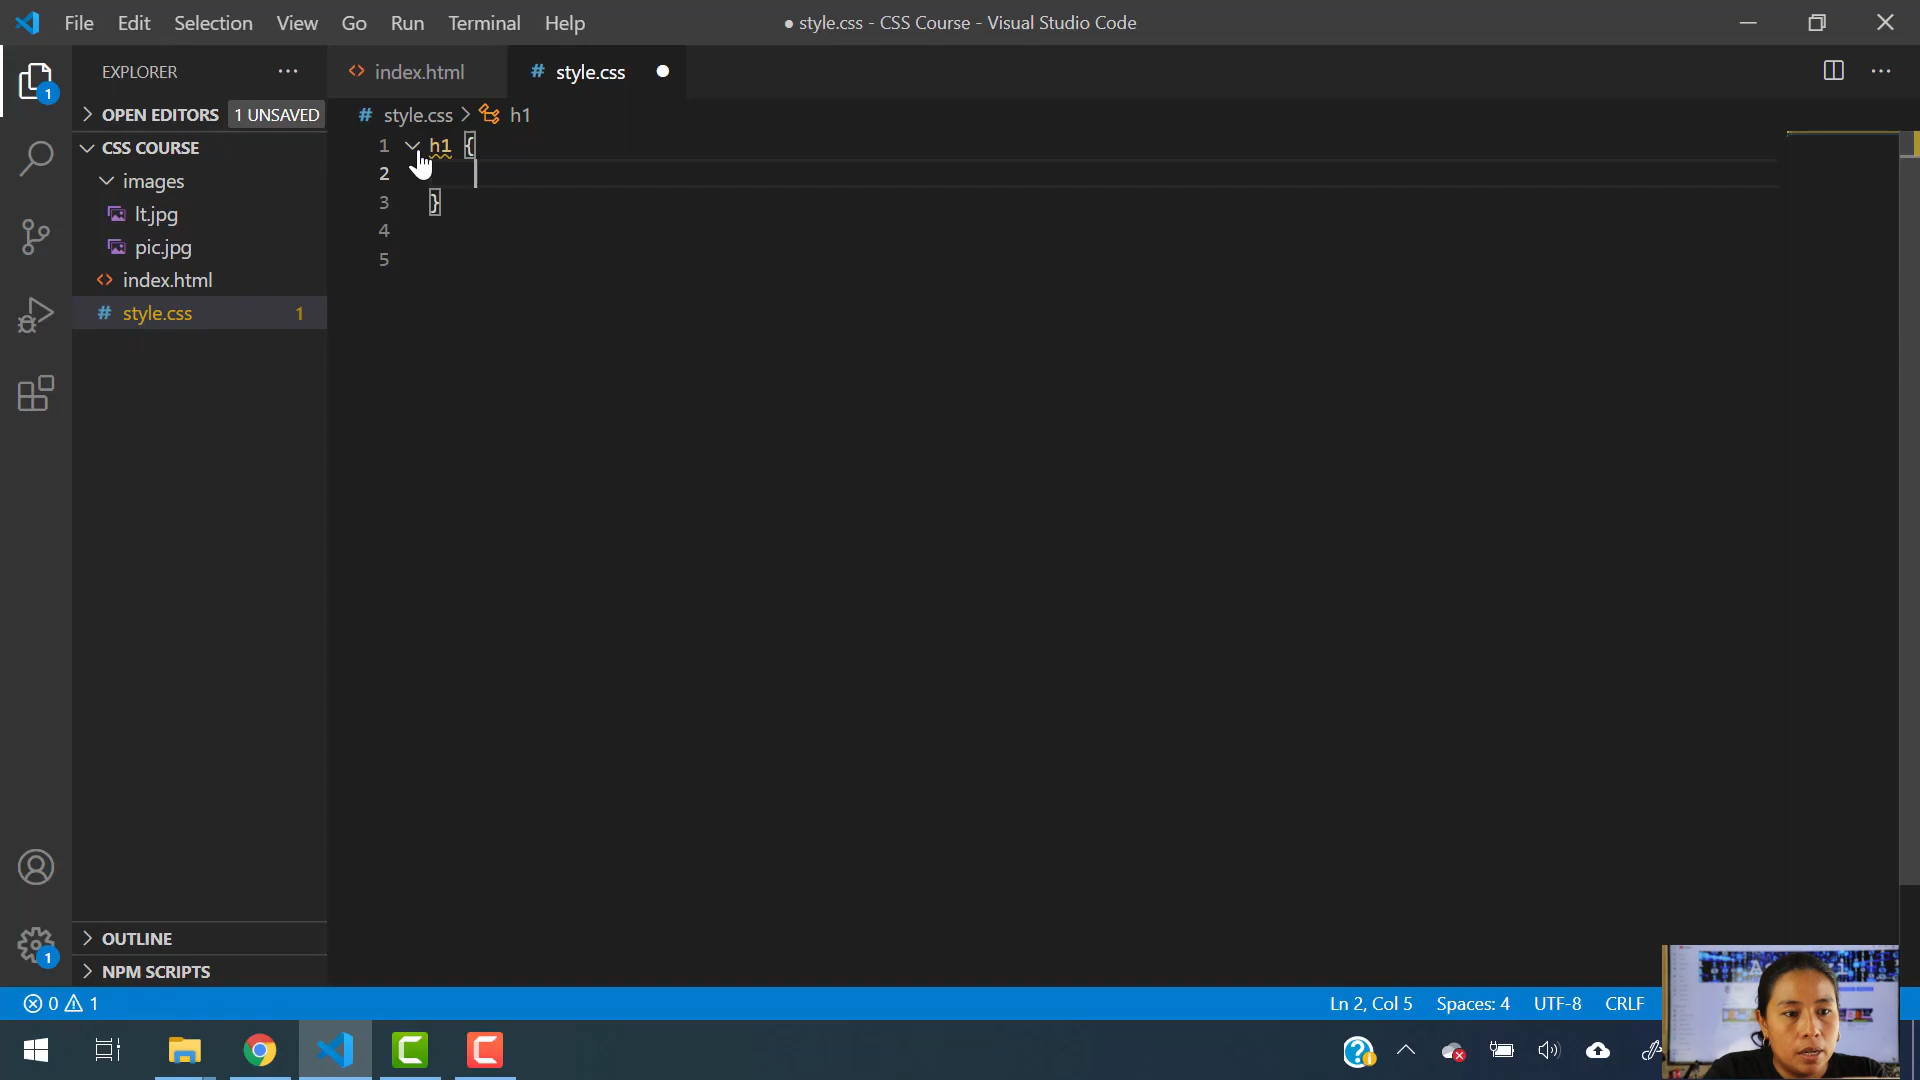 File Edit Selection View Go Run Terminal Help
● style.css - CSS Course - Visual Studio Code
EXPLORER
index.html
style.css
1
OPEN EDITORS 1 UNSAVED
style.css > h1
CSS COURSE
images
lt.jpg
pic.jpg
index.html
style.css 1
1 h1 {
2
3 }
4
5
OUTLINE
NPM SCRIPTS
1
0 1
Ln 2, Col 5 Spaces: 4 UTF-8 CRLF